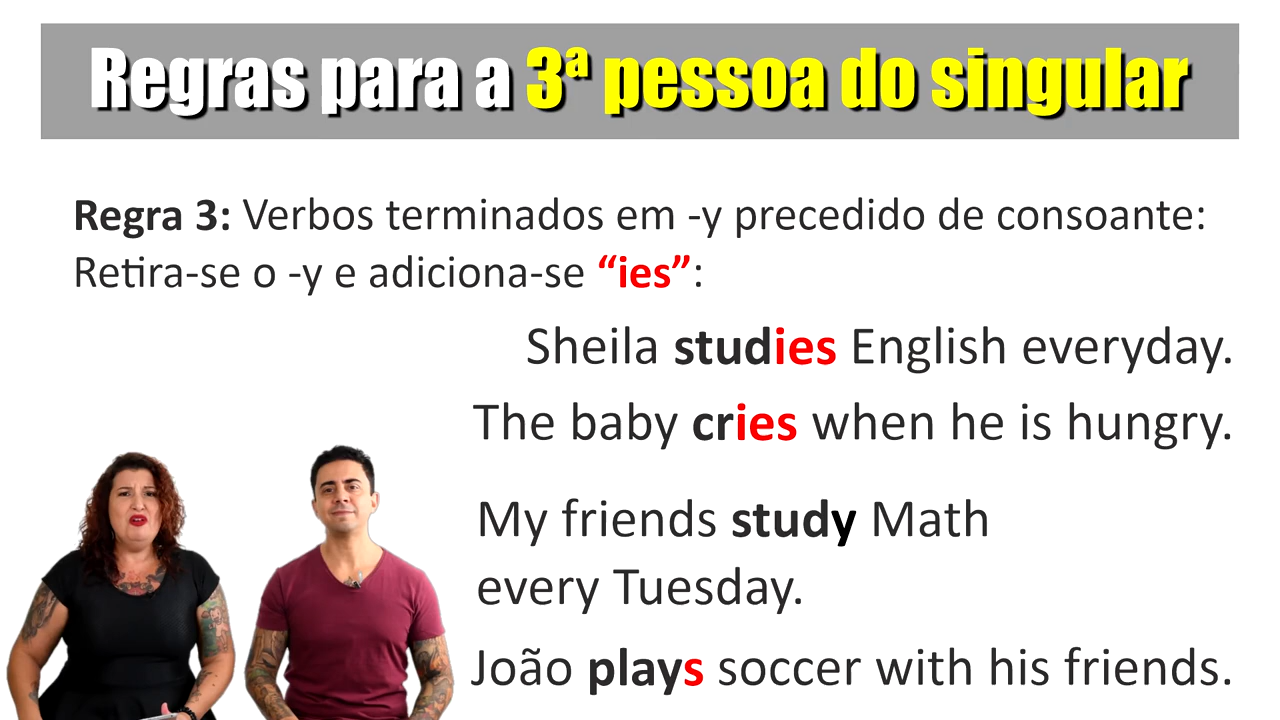 Regras para a 3ª pessoa do singular
Regra 3: Verbos terminados em -y precedido de consoante:
Retira-se o -y e adiciona-se “ies”:
Sheila studies English everyday.
The baby cries when he is hungry.
My friends study Math
every Tuesday.
João plays soccer with his friends.